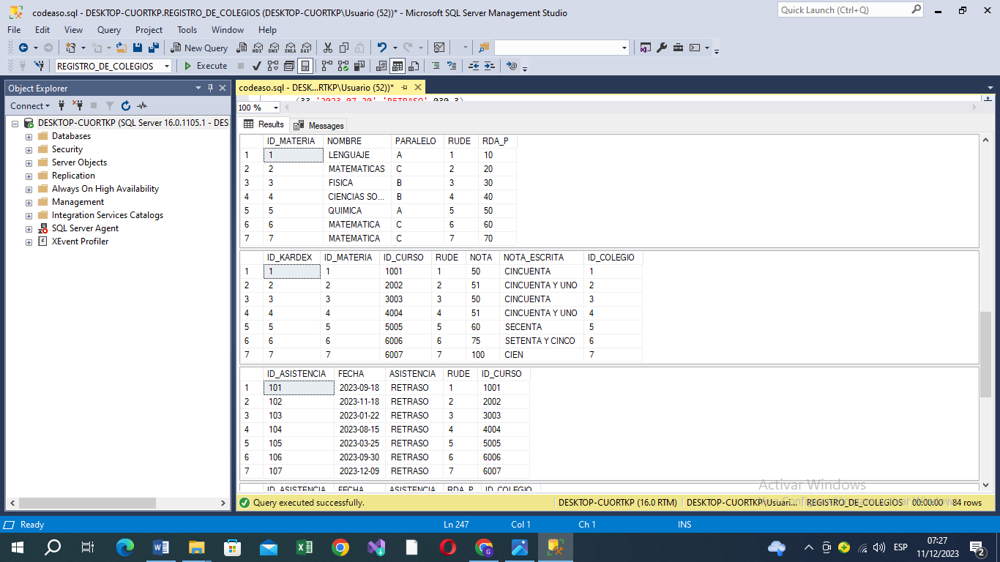 codeaso.sql - DESKTOP-CUORTKP.REGISTRO_DE_COLEGIOS (DESKTOP-CUORTKP\Usuario (52))* - Microsoft SQL Server Management Studio
Quick Launch (Ctrl+Q)
File Edit View Query Project Tools Window Help
New Query MDX DMX XMLA DAX
REGISTRO_DE_COLEGIOS Execute
Object Explorer
codeaso.sql - DESK...RTKP\Usuario (52))*
(33,'2023-07-20','RETRASO',030,3)
Connect
100 %
Results Messages
DESKTOP-CUORTKP (SQL Server 16.0.1105.1 - DES
Databases
Security
Server Objects
Replication
Always On High Availability
Management
Integration Services Catalogs
SQL Server Agent
XEvent Profiler
ID_MATERIA NOMBRE PARALELO RUDE RDA_P
1 1 LENGUAJE A 1 10
2 2 MATEMATICAS C 2 20
3 3 FISICA B 3 30
4 4 CIENCIAS SO... B 4 40
5 5 QUIMICA A 5 50
6 6 MATEMATICA C 6 60
7 7 MATEMATICA C 7 70
ID_KARDEX ID_MATERIA ID_CURSO RUDE NOTA NOTA_ESCRITA ID_COLEGIO
1 1 1 1001 1 50 CINCUENTA 1
2 2 2 2002 2 51 CINCUENTA Y UNO 2
3 3 3 3003 3 50 CINCUENTA 3
4 4 4 4004 4 51 CINCUENTA Y UNO 4
5 5 5 5005 5 60 SECENTA 5
6 6 6 6006 6 75 SETENTA Y CINCO 6
7 7 7 6007 7 100 CIEN 7
ID_ASISTENCIA FECHA ASISTENCIA RUDE ID_CURSO
1 101 2023-09-18 RETRASO 1 1001
2 102 2023-11-18 RETRASO 2 2002
3 103 2023-01-22 RETRASO 3 3003
4 104 2023-08-15 RETRASO 4 4004
5 105 2023-03-25 RETRASO 5 5005
6 106 2023-09-30 RETRASO 6 6006
7 107 2023-12-09 RETRASO 7 6007
ID_ASISTENCIA FECHA ASISTENCIA RDA_P ID_COLEGIO
Activar Windows
Query executed successfully. DESKTOP-CUORTKP (16.0 RTM) DESKTOP-CUORTKP\Usuari... REGISTRO_DE_COLEGIOS 00:00:00 84 rows
Ready Ln 247 Col 1 Ch 1 INS
ESP
07:27
11/12/2023
2